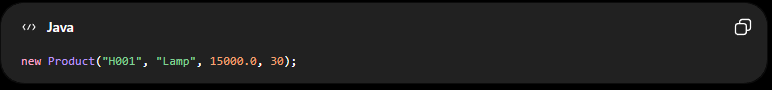 Java
new Product("H001", "Lamp", 15000.0, 30);